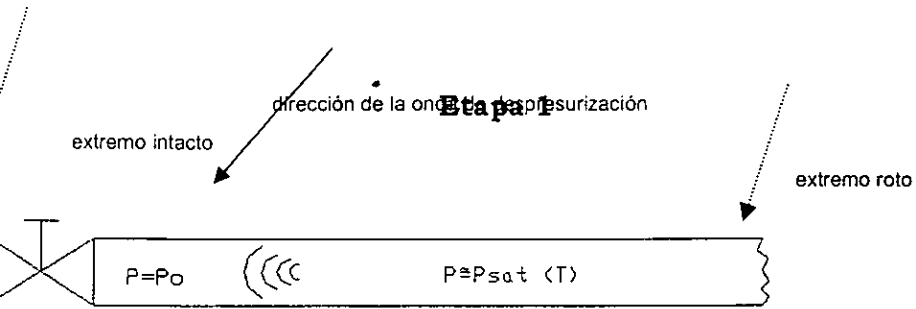 dirección de la onda de despresurización
Etapa 1
extremo intacto
extremo roto
P=Po
P≅Psat (T)